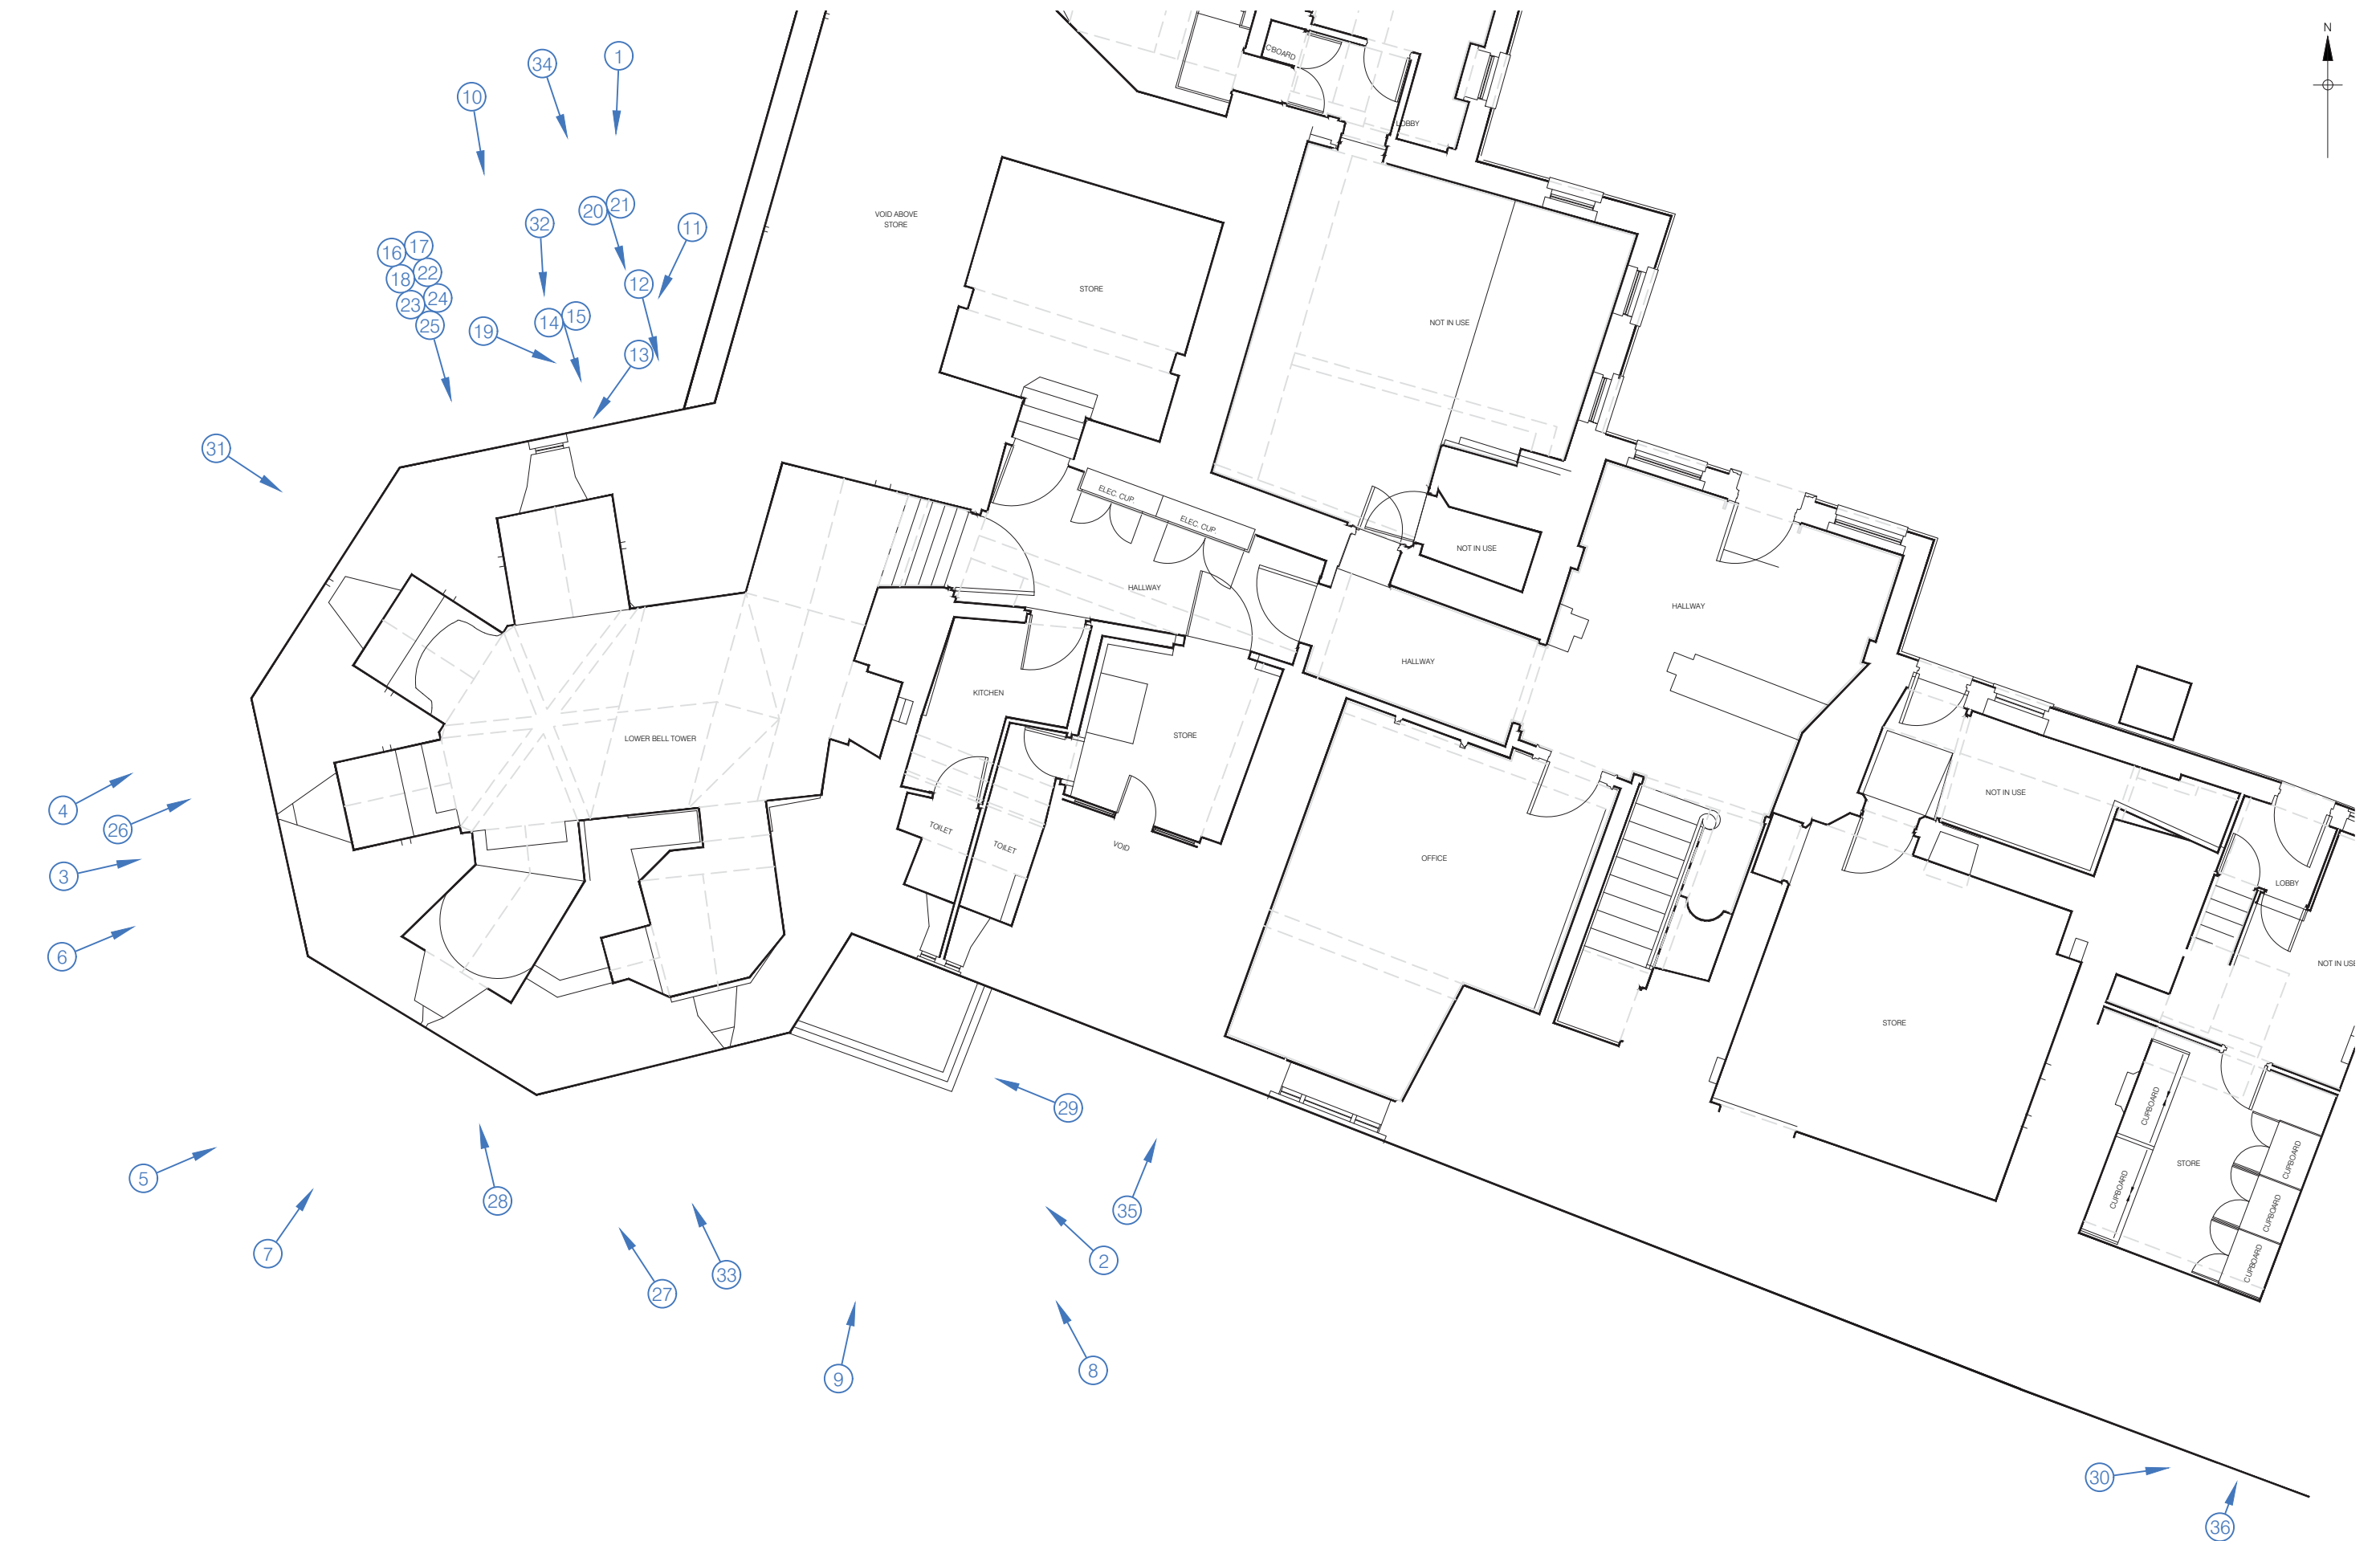 N
34
1
10
C'BOARD
LOBBY
VOID ABOVE
STORE
20
21
32
11
16
17
18
22
12
23
24
STORE
14
15
25
19
13
NOT IN USE
31
ELEC. CUP
ELEC. CUP
NOT IN USE
HALLWAY
HALLWAY
HALLWAY
KITCHEN
LOWER BELL TOWER
STORE
NOT IN USE
4
26
TOILET
TOILET
VOID
OFFICE
3
LOBBY
6
NOT IN USE
STORE
29
CUPBOARD
CUPBOARD
STORE
5
CUPBOARD
28
35
CUPBOARD
7
2
CUPBOARD
33
27
9
8
30
36